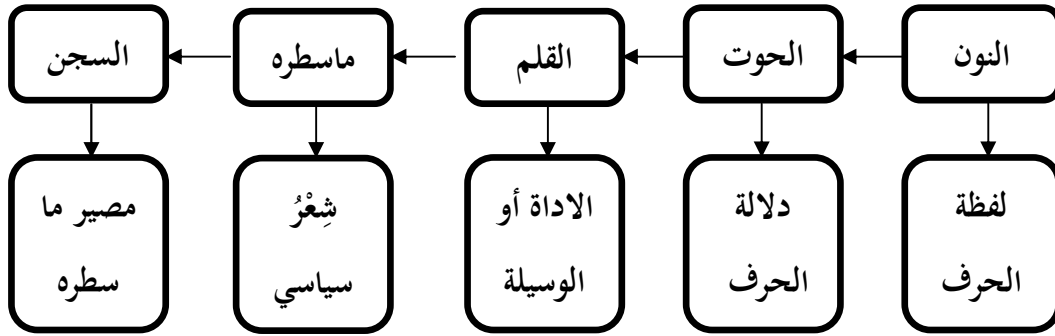 النون
الحوت
القلم
ماسطره
السجن
لفظة
الحرف
دلالة
الحرف
الاداة أو
الوسيلة
شِعْرُ
سياسي
مصير ما
سطره